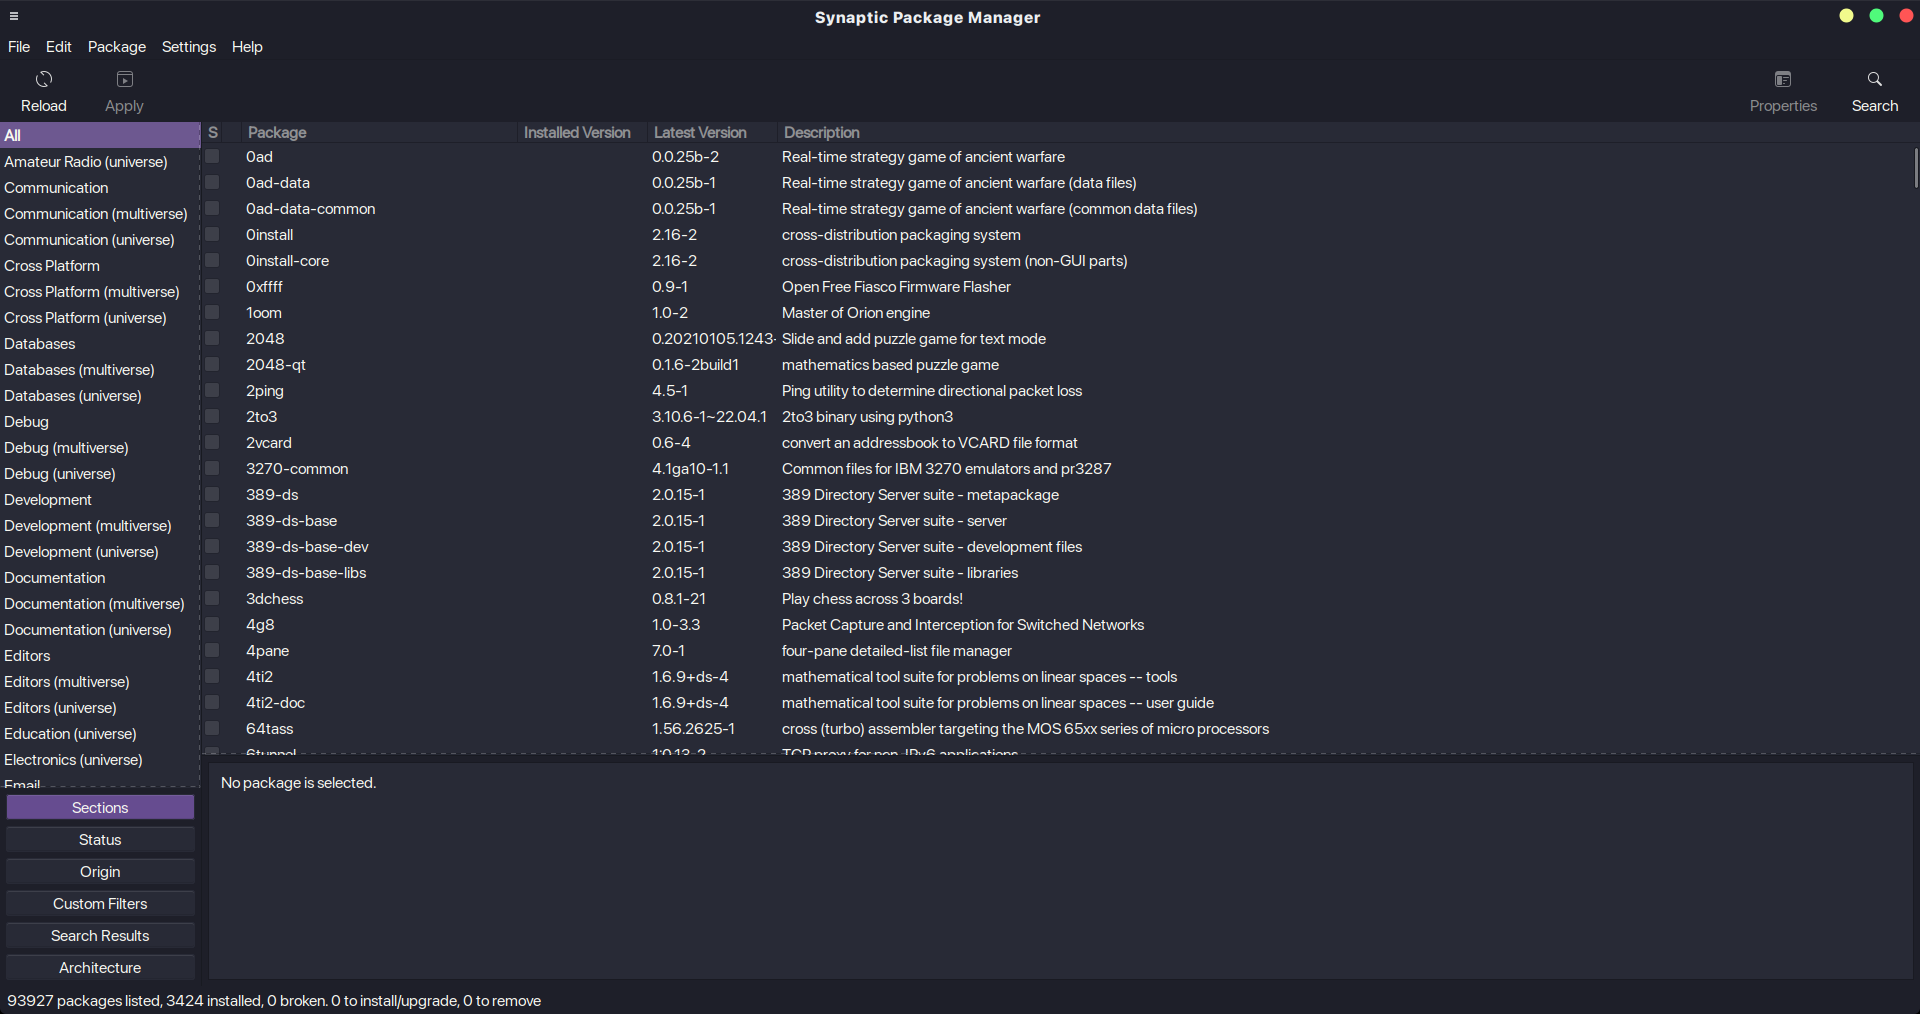 Synaptic Package Manager
File Edit Package Settings Help
Reload Apply Properties Search
All
Amateur Radio (universe)
Communication
Communication (multiverse)
Communication (universe)
Cross Platform
Cross Platform (multiverse)
Cross Platform (universe)
Databases
Databases (multiverse)
Databases (universe)
Debug
Debug (multiverse)
Debug (universe)
Development
Development (multiverse)
Development (universe)
Documentation
Documentation (multiverse)
Documentation (universe)
Editors
Editors (multiverse)
Editors (universe)
Education (universe)
Electronics (universe)
Email
Sections
Status
Origin
Custom Filters
Search Results
Architecture
S Package Installed Version Latest Version Description
0ad 0.0.25b-2 Real-time strategy game of ancient warfare
0ad-data 0.0.25b-1 Real-time strategy game of ancient warfare (data files)
0ad-data-common 0.0.25b-1 Real-time strategy game of ancient warfare (common data files)
0install 2.16-2 cross-distribution packaging system
0install-core 2.16-2 cross-distribution packaging system (non-GUI parts)
0xffff 0.9-1 Open Free Fiasco Firmware Flasher
1oom 1.0-2 Master of Orion engine
2048 0.20210105.1243- Slide and add puzzle game for text mode
2048-qt 0.1.6-2build1 mathematics based puzzle game
2ping 4.5-1 Ping utility to determine directional packet loss
2to3 3.10.6-1~22.04.1 2to3 binary using python3
2vcard 0.6-4 convert an addressbook to VCARD file format
3270-common 4.1ga10-1.1 Common files for IBM 3270 emulators and pr3287
389-ds 2.0.15-1 389 Directory Server suite - metapackage
389-ds-base 2.0.15-1 389 Directory Server suite - server
389-ds-base-dev 2.0.15-1 389 Directory Server suite - development files
389-ds-base-libs 2.0.15-1 389 Directory Server suite - libraries
3dchess 0.8.1-21 Play chess across 3 boards!
4g8 1.0-3.3 Packet Capture and Interception for Switched Networks
4pane 7.0-1 four-pane detailed-list file manager
4ti2 1.6.9+ds-4 mathematical tool suite for problems on linear spaces -- tools
4ti2-doc 1.6.9+ds-4 mathematical tool suite for problems on linear spaces -- user guide
64tass 1.56.2625-1 cross (turbo) assembler targeting the MOS 65xx series of micro processors
6tunnel 1:0.13-2 TCP proxy for non-IPv6 applications
No package is selected.
93927 packages listed, 3424 installed, 0 broken. 0 to install/upgrade, 0 to remove